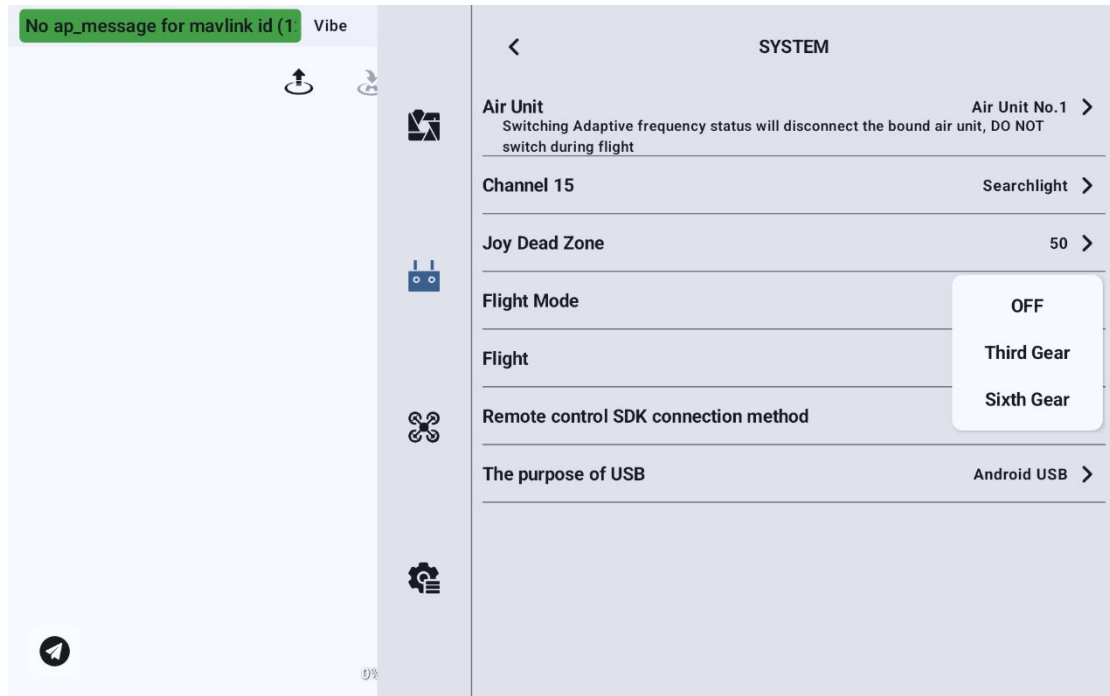 No ap_message for mavlink id (1
Vibe
SYSTEM
Air Unit
Air Unit No.1
Switching Adaptive frequency status will disconnect the bound air unit, DO NOT
switch during flight
Channel 15
Searchlight
Joy Dead Zone
50
Flight Mode
OFF
Third Gear
Sixth Gear
Flight
Remote control SDK connection method
The purpose of USB
Android USB
0%